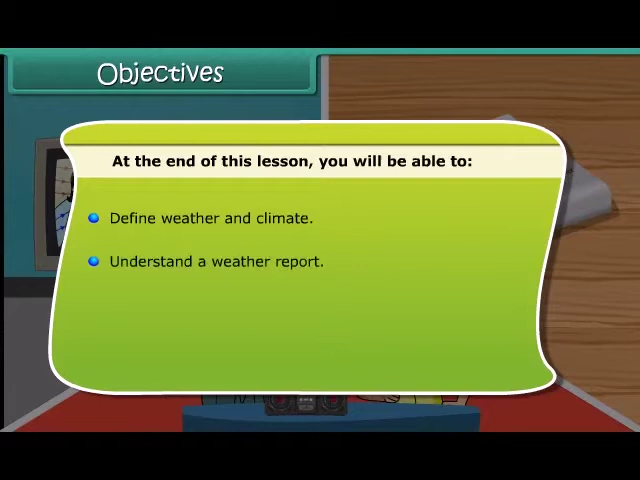 Objectives
At the end of this lesson, you will be able to:
Define weather and climate.
Understand a weather report.